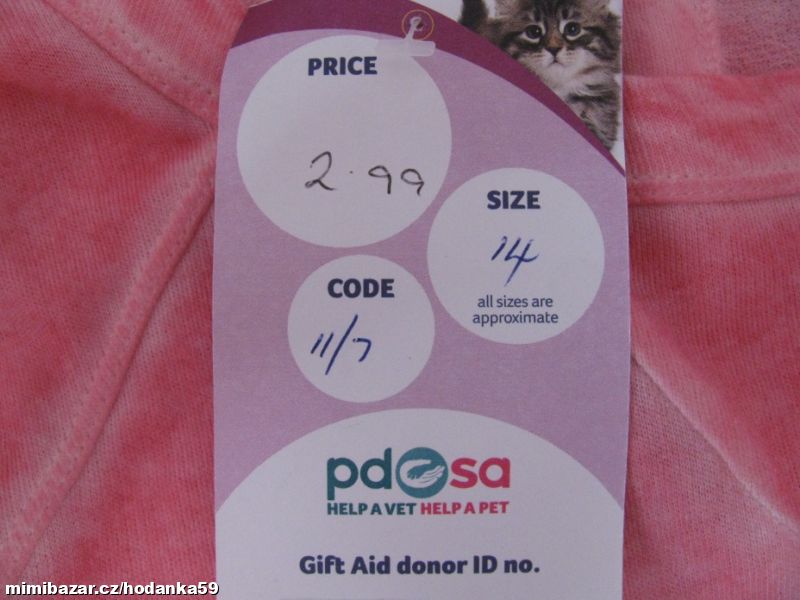 PRICE
2.99
SIZE
14
all sizes are
approximate
CODE
11/7
pdsa
HELP A VET HELP A PET
Gift Aid donor ID no.
mimibazar.cz/hodanka59